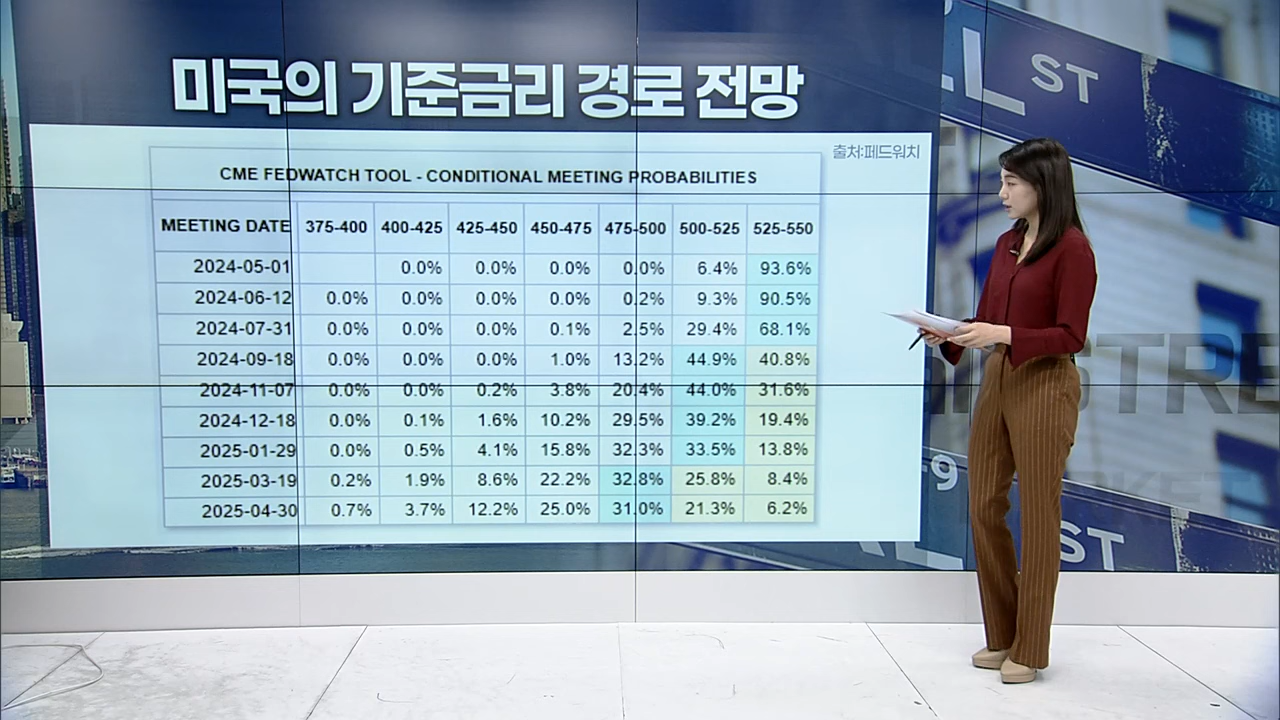 미국의 기준금리 경로 전망
출처:페드워치
CME FEDWATCH TOOL - CONDITIONAL MEETING PROBABILITIES
MEETING DATE 375-400 400-425 425-450 450-475 475-500 500-525 525-550
2024-05-01 0.0% 0.0% 0.0% 0.0% 6.4% 93.6%
2024-06-12 0.0% 0.0% 0.0% 0.0% 0.2% 9.3% 90.5%
2024-07-31 0.0% 0.0% 0.0% 0.1% 2.5% 29.4% 68.1%
2024-09-18 0.0% 0.0% 0.0% 1.0% 13.2% 44.9% 40.8%
2024-11-07 0.0% 0.0% 0.2% 3.8% 20.4% 44.0% 31.6%
2024-12-18 0.0% 0.1% 1.6% 10.2% 29.5% 39.2% 19.4%
2025-01-29 0.0% 0.5% 4.1% 15.8% 32.3% 33.5% 13.8%
2025-03-19 0.2% 1.9% 8.6% 22.2% 32.8% 25.8% 8.4%
2025-04-30 0.7% 3.7% 12.2% 25.0% 31.0% 21.3% 6.2%
ST
ST